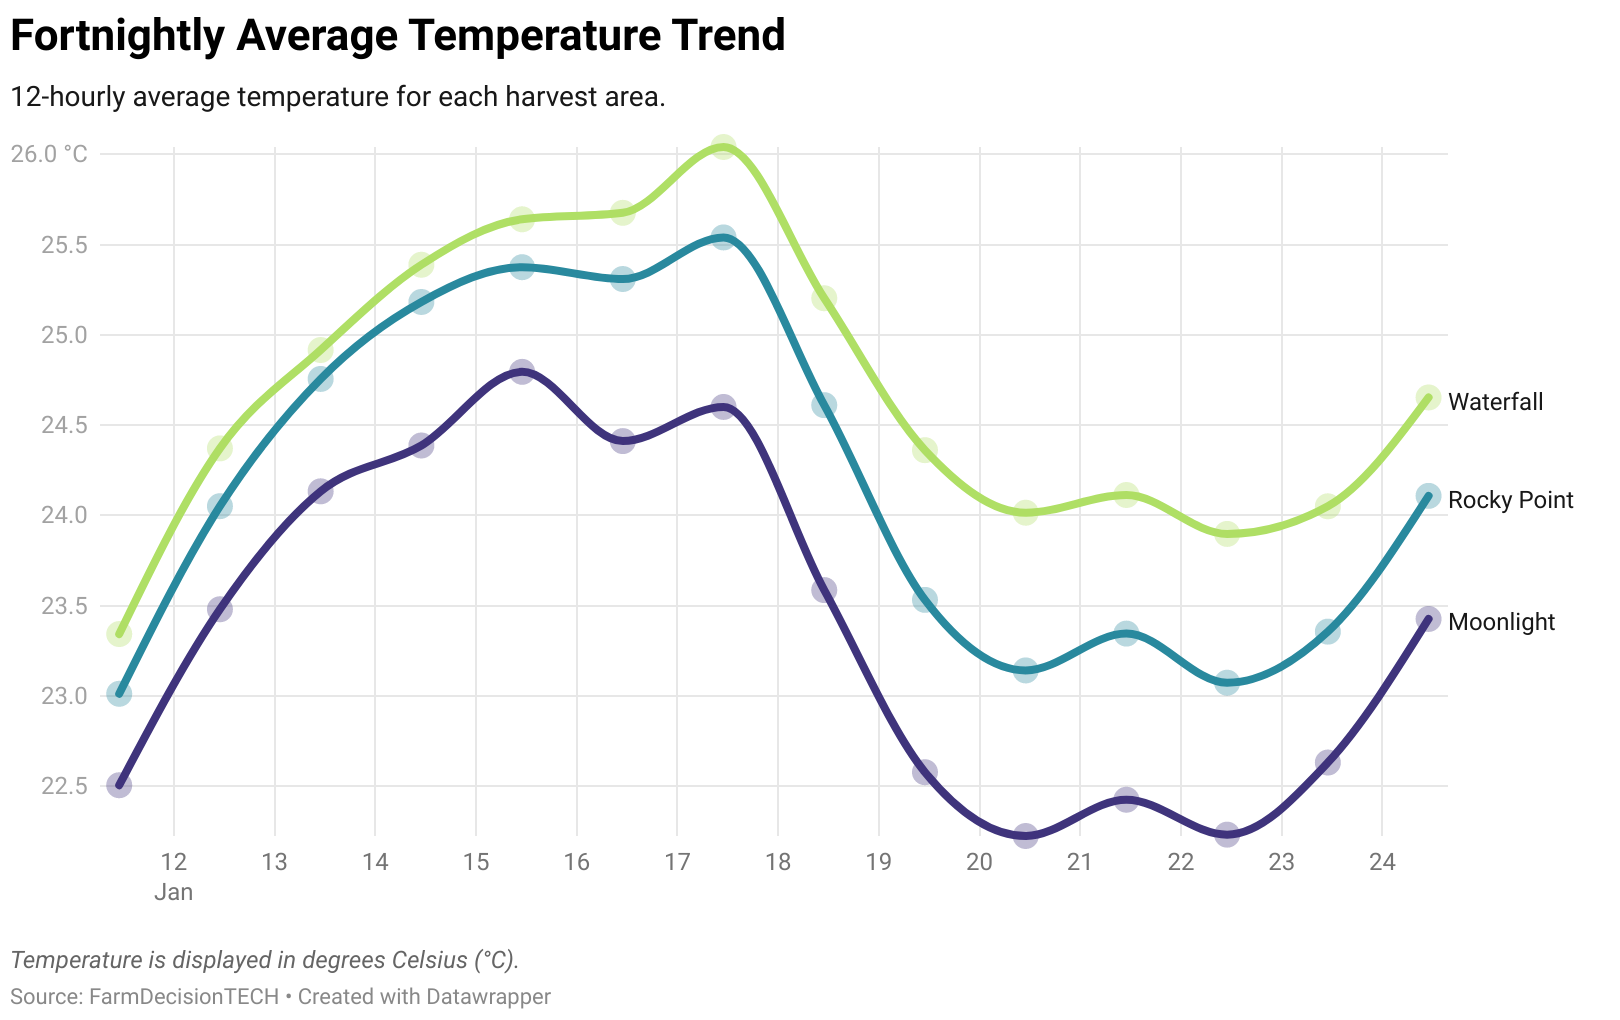 Fortnightly Average Temperature Trend
12-hourly average temperature for each harvest area.
26.0 °C
25.5
25.0
24.5
24.0
23.5
23.0
22.5
Waterfall
Rocky Point
Moonlight
12 13 14 15 16 17 18 19 20 21 22 23 24
Jan
Temperature is displayed in degrees Celsius (°C).
Source: FarmDecisionTECH • Created with Datawrapper